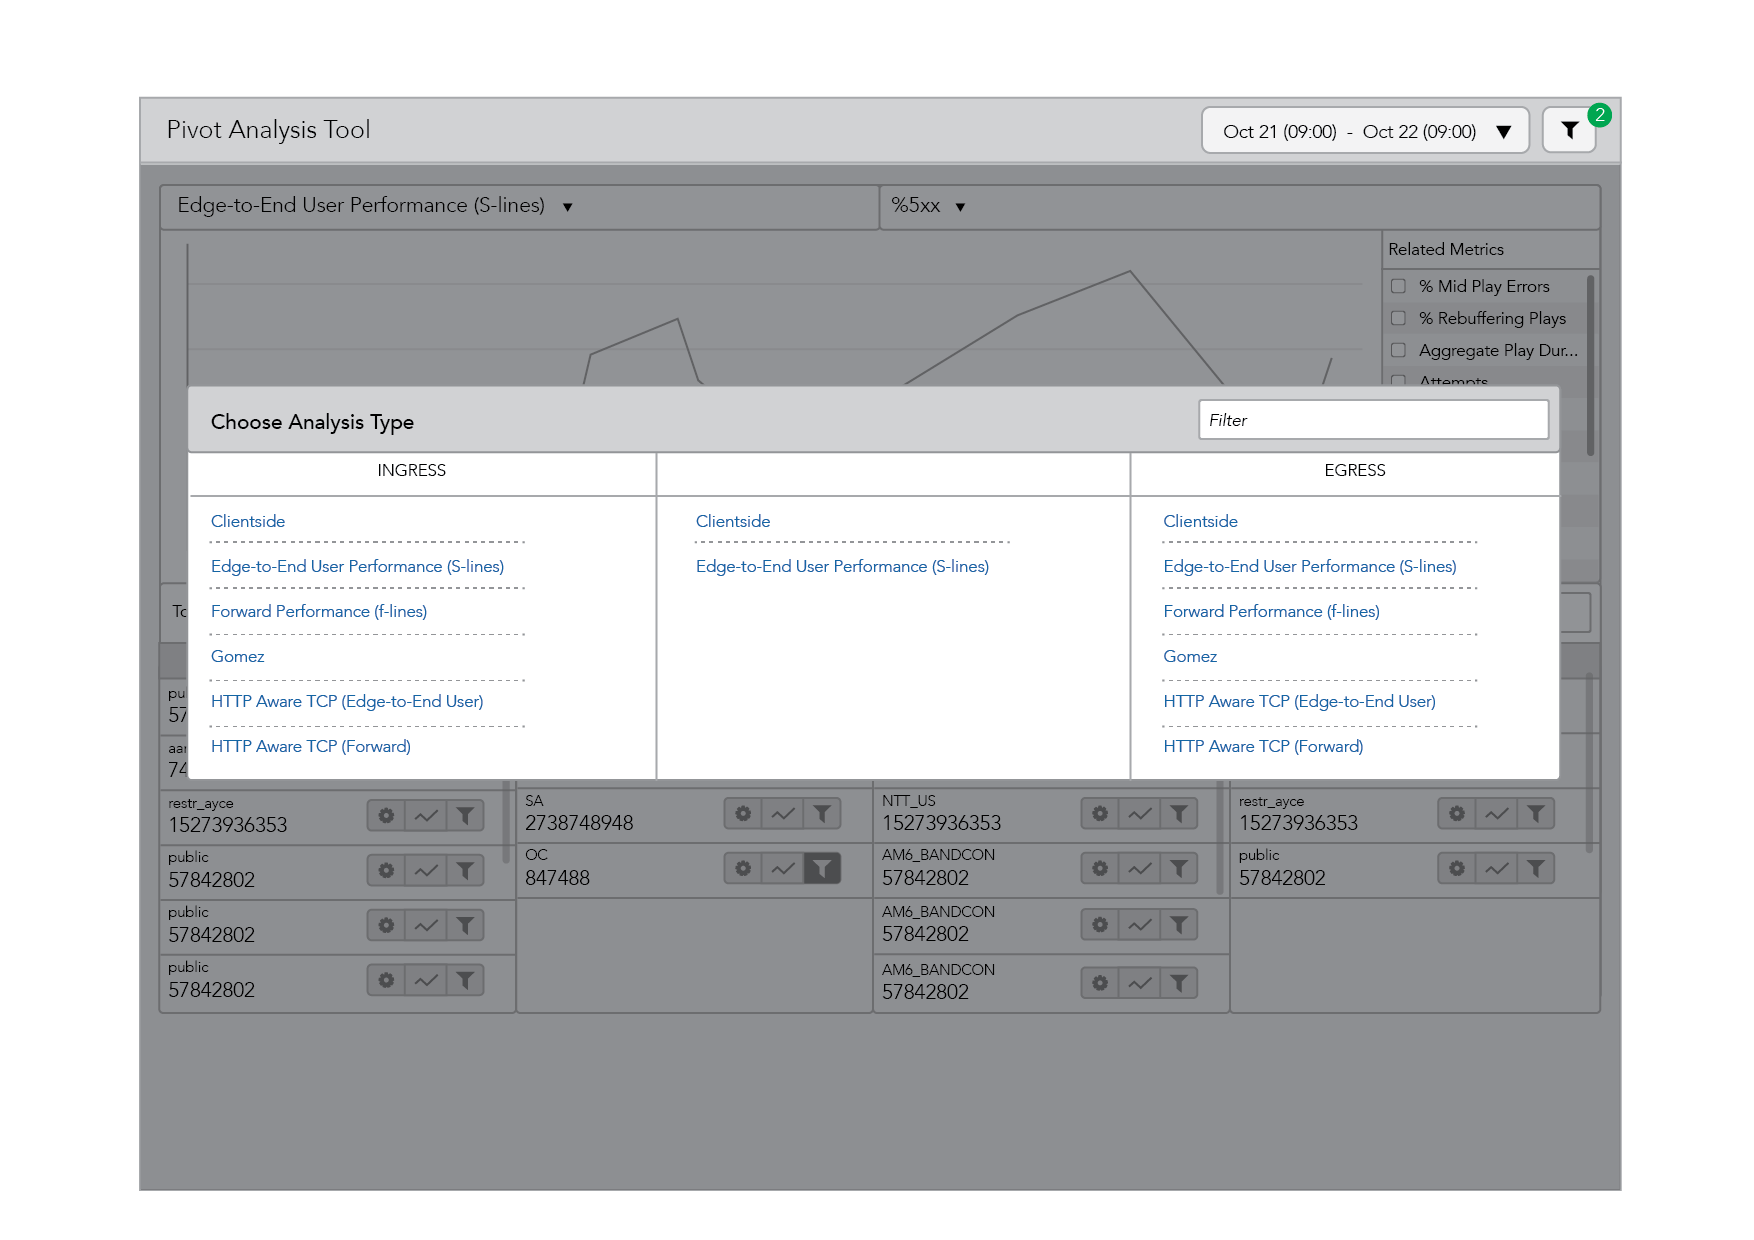 Pivot Analysis Tool
Oct 21 (09:00) - Oct 22 (09:00)
2
Edge-to-End User Performance (S-lines)
%5xx
Related Metrics
% Mid Play Errors
% Rebuffering Plays
Aggregate Play Dur...
Attempts
Choose Analysis Type
Filter
INGRESS
EGRESS
Clientside
Clientside
Clientside
Edge-to-End User Performance (S-lines)
Edge-to-End User Performance (S-lines)
Edge-to-End User Performance (S-lines)
Forward Performance (f-lines)
Forward Performance (f-lines)
Gomez
Gomez
HTTP Aware TCP (Edge-to-End User)
HTTP Aware TCP (Edge-to-End User)
HTTP Aware TCP (Forward)
HTTP Aware TCP (Forward)
restr_ayce
15273936353
SA
2738748948
NTT_US
15273936353
restr_ayce
15273936353
public
57842802
OC
847488
AM6_BANDCON
57842802
public
57842802
public
57842802
AM6_BANDCON
57842802
public
57842802
AM6_BANDCON
57842802